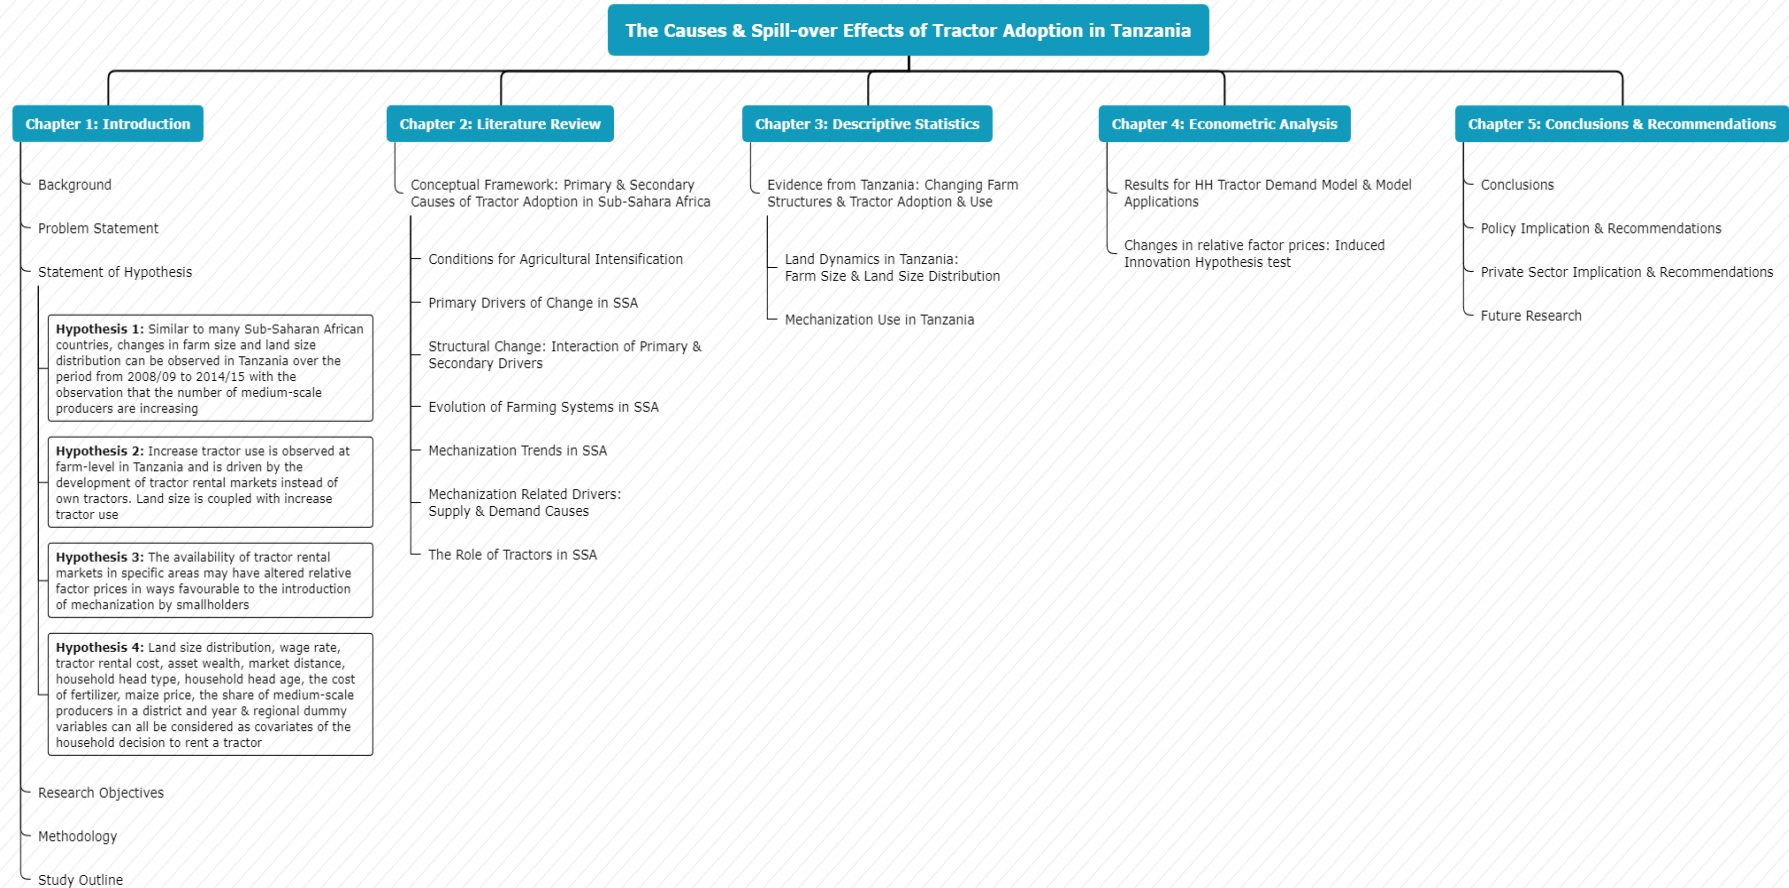 The Causes & Spill-over Effects of Tractor Adoption in Tanzania
Chapter 1: Introduction
Background
Problem Statement
Statement of Hypothesis
Hypothesis 1: Similar to many Sub-Saharan African
countries, changes in farm size and land size
distribution can be observed in Tanzania over the
period from 2008/09 to 2014/15 with the
observation that the number of medium-scale
producers are increasing
Hypothesis 2: Increase tractor use is observed at
farm-level in Tanzania and is driven by the
development of tractor rental markets instead of
own tractors. Land size is coupled with increase
tractor use
Hypothesis 3: The availability of tractor rental
markets in specific areas may have altered relative
factor prices in ways favourable to the introduction
of mechanization by smallholders
Hypothesis 4: Land size distribution, wage rate,
tractor rental cost, asset wealth, market distance,
household head type, household head age, the cost
of fertilizer, maize price, the share of medium-scale
producers in a district and year & regional dummy
variables can all be considered as covariates of the
household decision to rent a tractor
Research Objectives
Methodology
Study Outline
Chapter 2: Literature Review
Conceptual Framework: Primary & Secondary
Causes of Tractor Adoption in Sub-Sahara Africa
Conditions for Agricultural Intensification
Primary Drivers of Change in SSA
Structural Change: Interaction of Primary &
Secondary Drivers
Evolution of Farming Systems in SSA
Mechanization Trends in SSA
Mechanization Related Drivers:
Supply & Demand Causes
The Role of Tractors in SSA
Chapter 3: Descriptive Statistics
Evidence from Tanzania: Changing Farm
Structures & Tractor Adoption & Use
Land Dynamics in Tanzania:
Farm Size & Land Size Distribution
Mechanization Use in Tanzania
Chapter 4: Econometric Analysis
Results for HH Tractor Demand Model & Model
Applications
Changes in relative factor prices: Induced
Innovation Hypothesis test
Chapter 5: Conclusions & Recommendations
Conclusions
Policy Implication & Recommendations
Private Sector Implication & Recommendations
Future Research